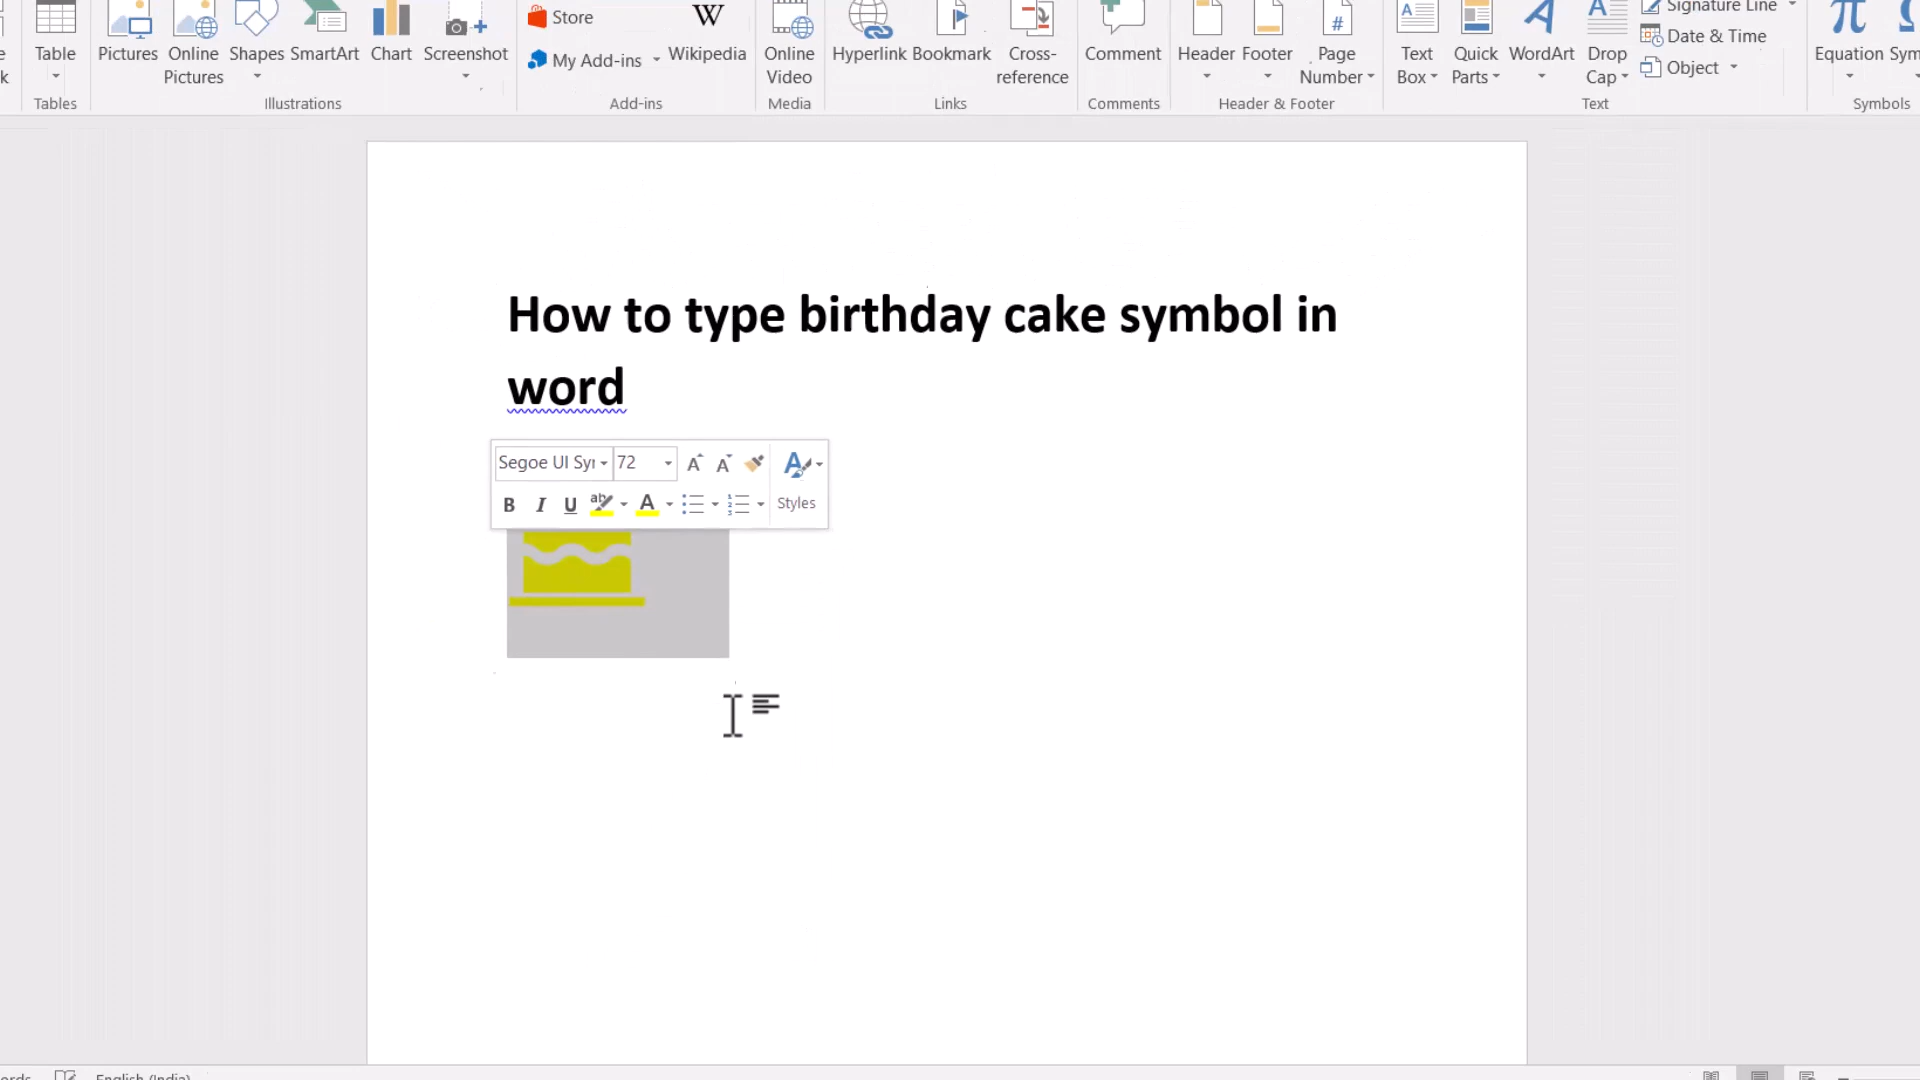 Table
Pictures
Online
Pictures
Shapes
SmartArt
Chart
Screenshot
Store
My Add-ins
W
Wikipedia
Online
Video
Hyperlink
Bookmark
Cross-
reference
Comment
Header
Footer
Page
Number
Text
Box
Quick
Parts
WordArt
Drop
Cap
Signature Line
Date & Time
Object
Equation
Tables
Illustrations
Add-ins
Media
Links
Comments
Header & Footer
Text
Symbols
How to type birthday cake symbol in
word
Segoe UI Syr
72
B I U
Styles
English (India)